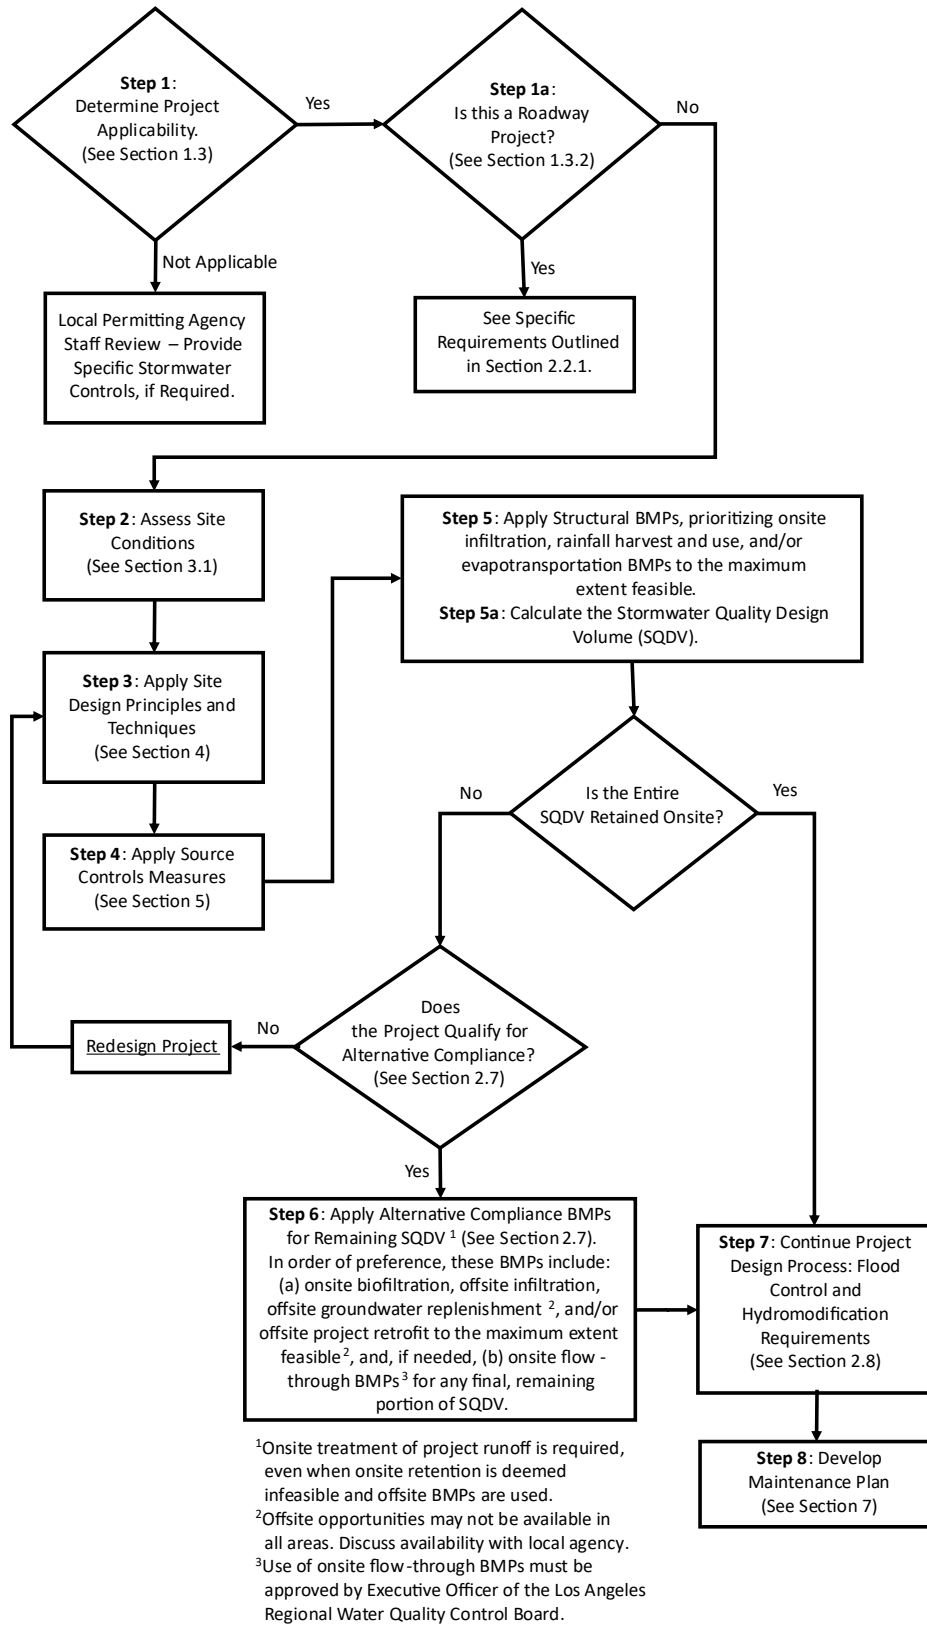 Step 1:
Determine Project
Applicability.
(See Section 1.3)
Yes
Step 1a:
Is this a Roadway
Project?
(See Section 1.3.2)
No
Not Applicable
Yes
Local Permitting Agency
Staff Review – Provide
Specific Stormwater
Controls, if Required.
See Specific
Requirements Outlined
in Section 2.2.1.
Step 2: Assess Site
Conditions
(See Section 3.1)
Step 3: Apply Site
Design Principles and
Techniques
(See Section 4)
Step 4: Apply Source
Controls Measures
(See Section 5)
Step 5: Apply Structural BMPs, prioritizing onsite
infiltration, rainfall harvest and use, and/or
evapotransportation BMPs to the maximum
extent feasible.
Step 5a: Calculate the Stormwater Quality Design
Volume (SQDV).
Is the Entire
SQDV Retained Onsite?
No
Yes
Does
the Project Qualify for
Alternative Compliance?
(See Section 2.7)
No
Redesign Project
Yes
Step 6: Apply Alternative Compliance BMPs
for Remaining SQDV 1 (See Section 2.7).
In order of preference, these BMPs include:
(a) onsite biofiltration, offsite infiltration,
offsite groundwater replenishment 2, and/or
offsite project retrofit to the maximum extent
feasible2, and, if needed, (b) onsite flow -
through BMPs3 for any final, remaining
portion of SQDV.
Step 7: Continue Project
Design Process: Flood
Control and
Hydromodification
Requirements
(See Section 2.8)
Step 8: Develop
Maintenance Plan
(See Section 7)
1Onsite treatment of project runoff is required,
even when onsite retention is deemed
infeasible and offsite BMPs are used.
2Offsite opportunities may not be available in
all areas. Discuss availability with local agency.
3Use of onsite flow-through BMPs must be
approved by Executive Officer of the Los Angeles
Regional Water Quality Control Board.